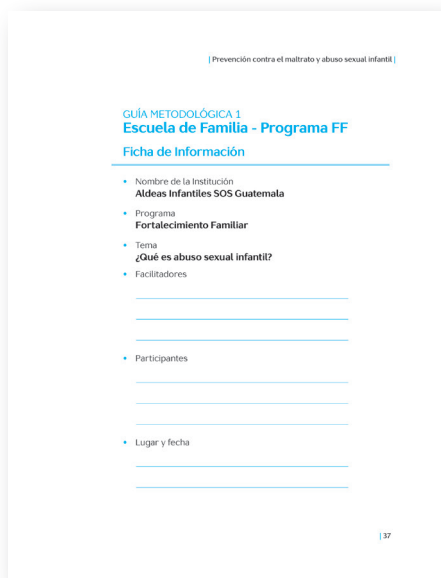 | Prevención contra el maltrato y abuso sexual infantil |
GUÍA METODOLÓGICA 1
Escuela de Familia - Programa FF
Ficha de Información
• Nombre de la Institución
Aldeas Infantiles SOS Guatemala
• Programa
Fortalecimiento Familiar
• Tema
¿Qué es abuso sexual infantil?
• Facilitadores
• Participantes
• Lugar y fecha
| 37